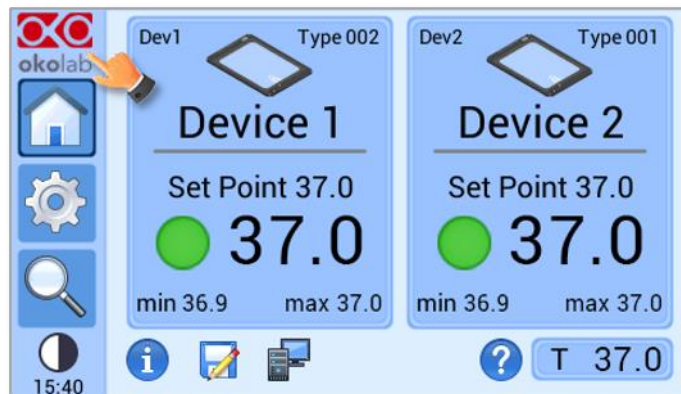 OKO
okolab
15:40
Dev1 Type 002
Device 1
Set Point 37.0
37.0
min 36.9 max 37.0
Dev2 Type 001
Device 2
Set Point 37.0
37.0
min 36.9 max 37.0
i
?
T 37.0